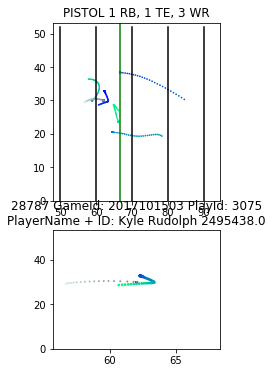 PISTOL 1 RB, 1 TE, 3 WR
50
40
30
20
10
0
50 60 70 80 90
28787 GameId: 2017101503 PlayId: 3075
PlayerName + ID: Kyle Rudolph 2495438.0
40
20
0
60 65